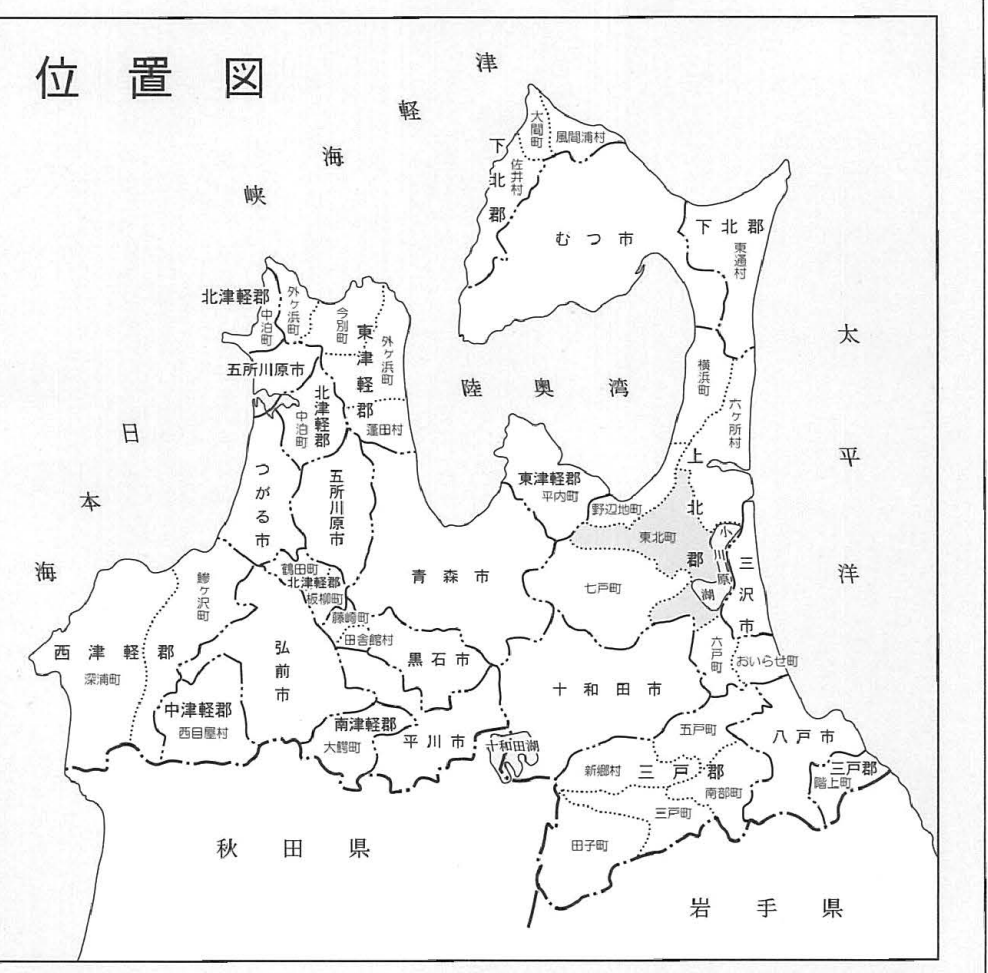 位置図
津軽海峡
日本海
太平洋
陸奥湾
下北郡
大間町
風間浦村
佐井村
むつ市
下北郡
東通村
北津軽郡
中泊町
外ヶ浜町
今別町
東津軽郡
外ヶ浜町
五所川原市
北津軽郡
中泊町
蓬田村
つがる市
五所川原市
横浜町
六ヶ所村
上北郡
東津軽郡
平内町
野辺地町
東北町
小川原湖
三沢市
七戸町
青森市
鶴田町
北津軽郡
板柳町
藤崎町
田舎館村
黒石市
鰺ヶ沢町
西津軽郡
深浦町
弘前市
中津軽郡
西目屋村
南津軽郡
大鰐町
平川市
十和田湖
十和田市
六戸町
おいらせ町
五戸町
八戸市
新郷村
三戸郡
南部町
三戸郡
階上町
三戸町
田子町
秋田県
岩手県